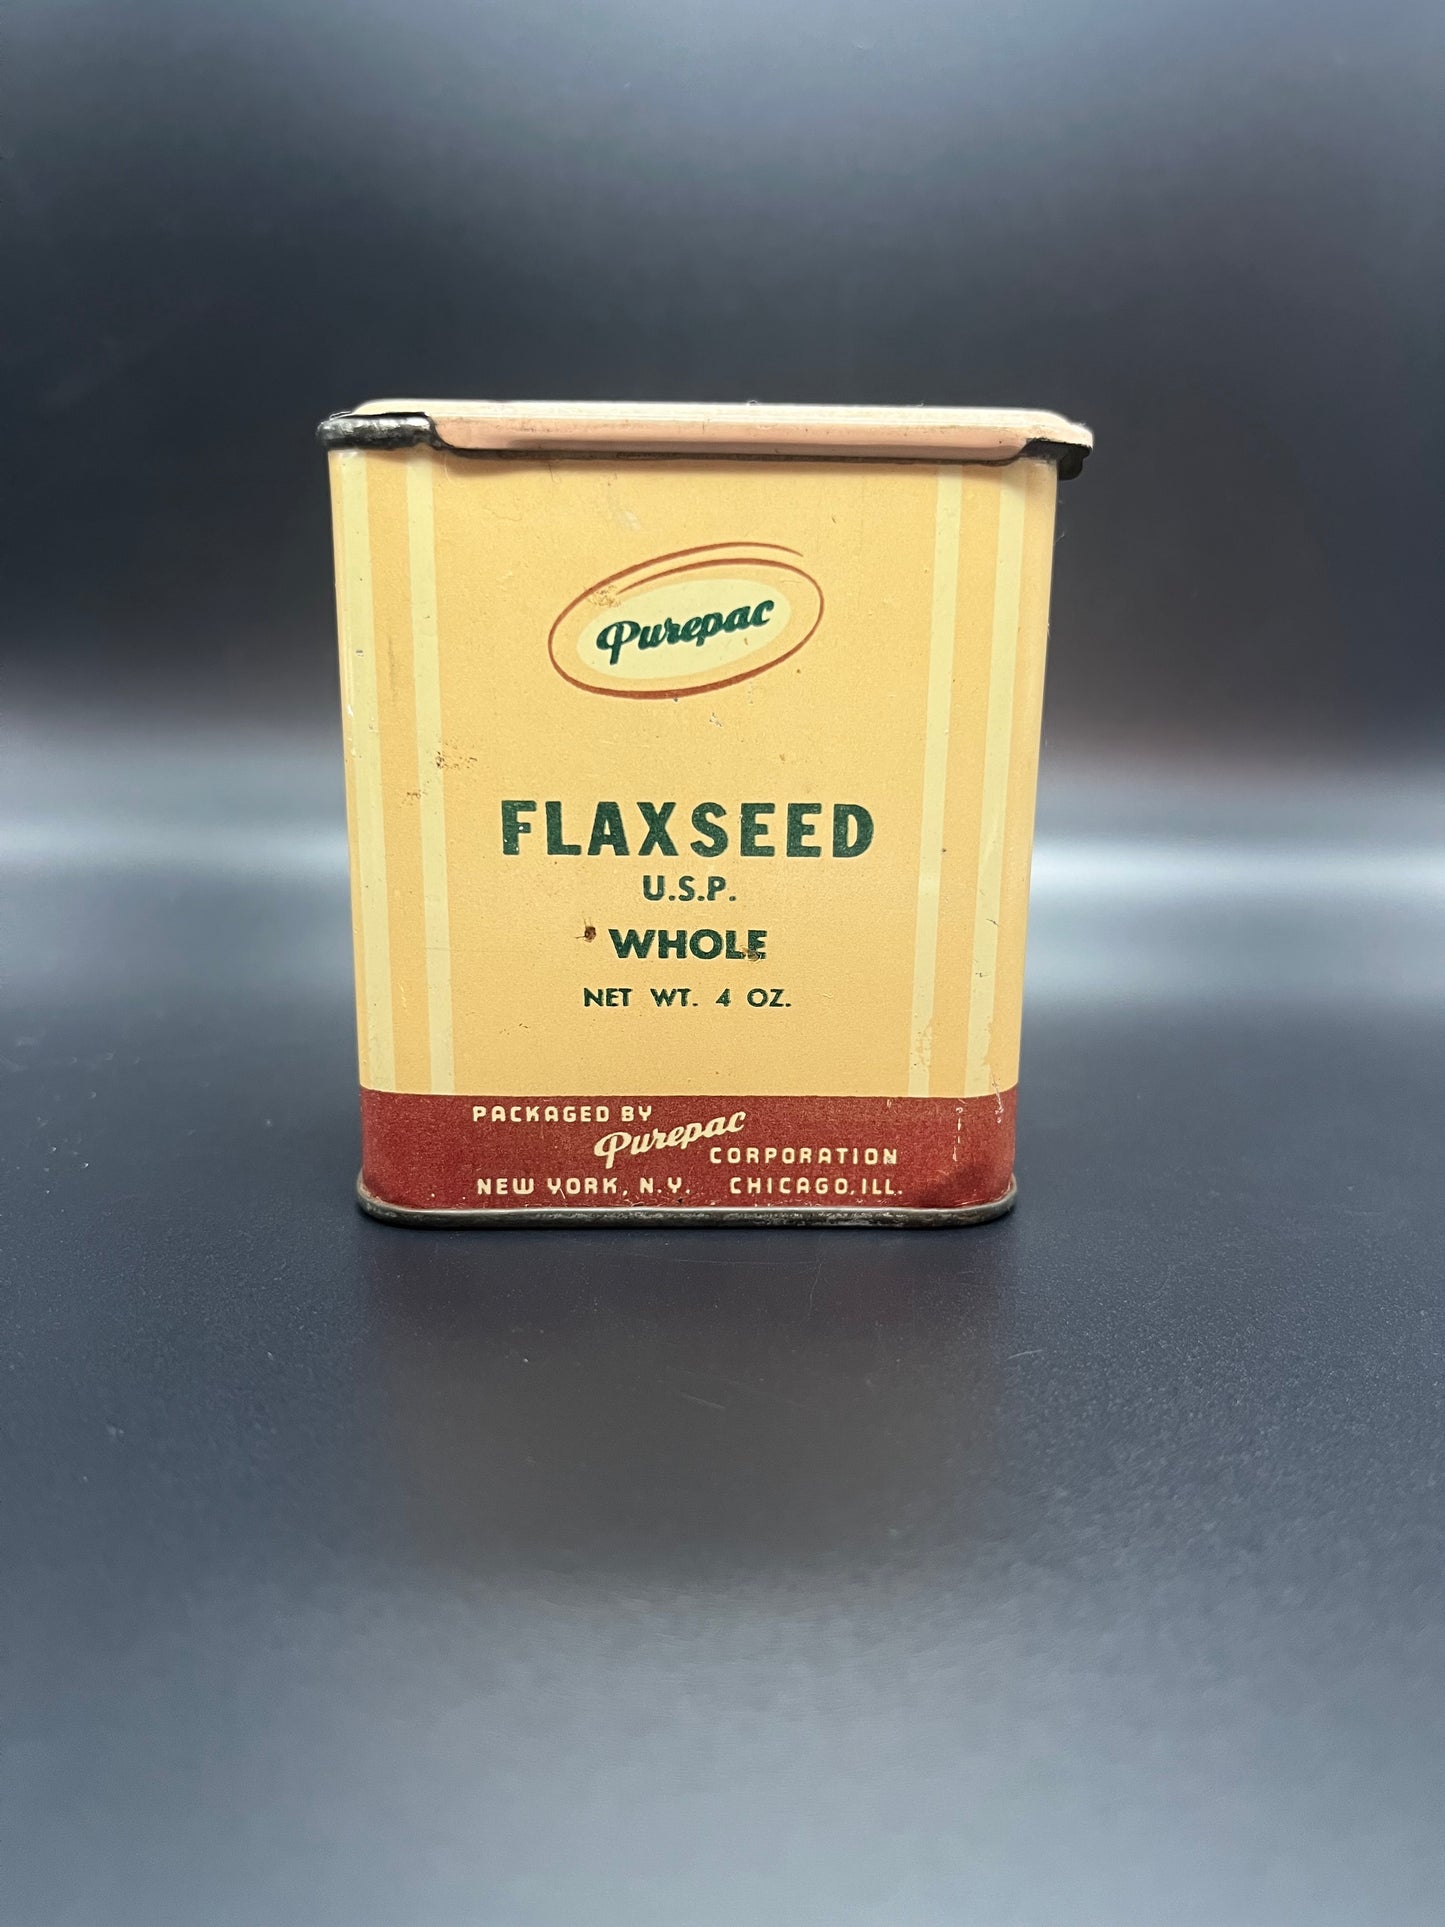 Purepac
FLAXSEED
U.S.P.
WHOLE
NET WT. 4 OZ.
PACKAGED BY
Purepac
CORPORATION
NEW YORK, N.Y. CHICAGO, ILL.